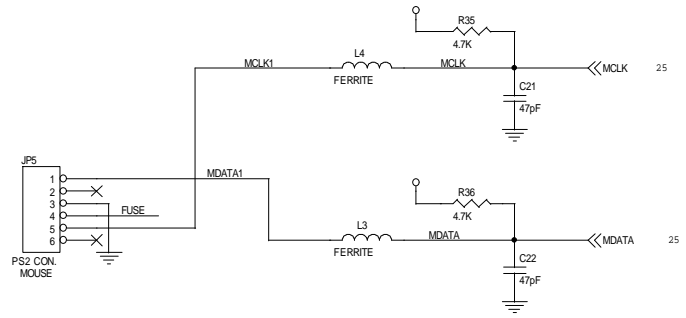 R35
4.7K
L4
MCLK1
MCLK
FERRITE
MCLK 25
C21
47pF
JP5
1
2
3
4
5
6
MDATA1
FUSE
PS2 CON.
MOUSE
R36
4.7K
L3
MDATA
FERRITE
MDATA 25
C22
47pF